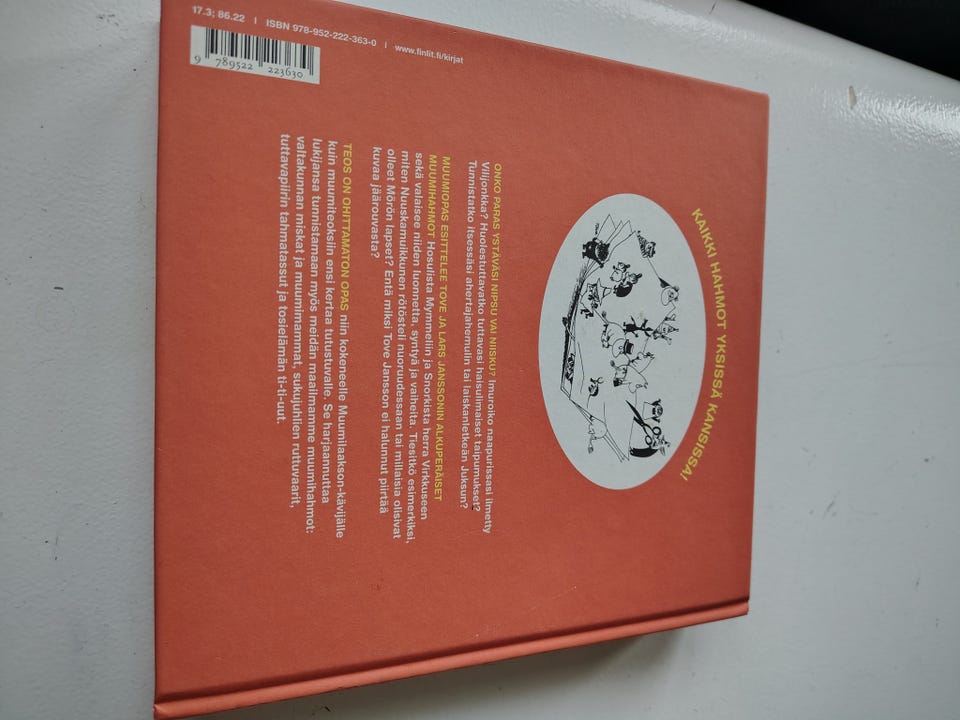 KAIKKI HAHMOT YKSISSÄ KANSISSA!
ONKO PARAS YSTÄVÄSI NIPSU VAI NIISKU? Imuroiko naapurissasi ilmetty
Vilijonkka? Huolestuttavatko tuttavasi haisulimaiset taipumukset?
Tunnistatko itsessäsi ahertajahemulin tai laiskanletkeän Juksun?
MUUMIOPAS ESITTELEE TOVE JA LARS JANSSONIN ALKUPERÄISET
MUUMIHAHMOT Hosulista Mymmeliin ja Snorkista herra Virkkuseen
sekä valaisee niiden luonnetta, syntyä ja vaiheita. Tiesitkö esimerkiksi,
miten Nuuskamuikkunen rötösteli nuoruudessaan tai millaisia olisivat
olleet Mörön lapset? Entä miksi Tove Jansson ei halunnut piirtää
kuvaa jäärouvasta?
TEOS ON OHITTAMATON OPAS niin kokeneelle Muumilaakson-kävijälle
kuin muumiteoksiin ensi kertaa tutustuvalle. Se harjaannuttaa
lukijansa tunnistamaan myös meidän maailmamme muumihahmot:
valtakunnan miskat ja muumimammat, sukujuhlien ruttuvaarit,
tuttavapiirin tahmatassut ja tosielämän ti-ti-uut.
17.3; 86.22 I ISBN 978-952-222-363-0 I www.finlit.fi/kirjat
9 789522 223630